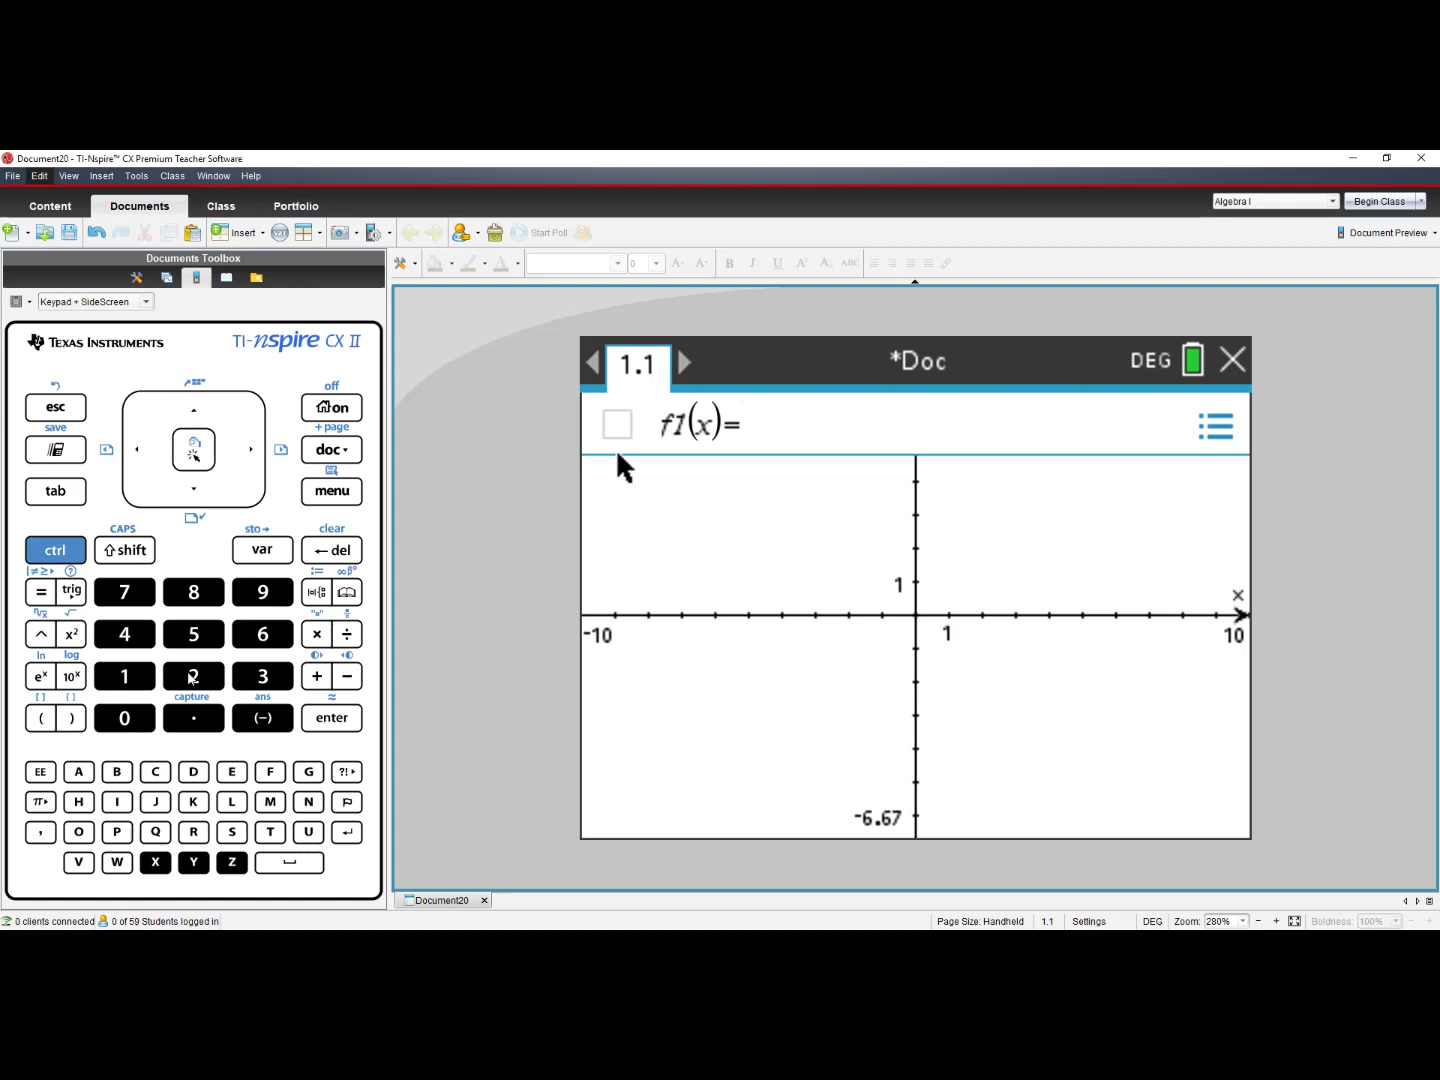 Document20 - TI-Nspire™ CX Premium Teacher Software
File Edit View Insert Tools Class Window Help
Content Documents Class Portfolio
Algebra I
Begin Class
Insert
Start Poll
Document Preview
Documents Toolbox
0
B I U A A ABC
Keypad + SideScreen
TEXAS INSTRUMENTS
TI-nspire CX II
off
esc
on
save
+ page
doc
tab
menu
CAPS
sto→
clear
ctrl
shift
var
← del
|≠≥▸
?
:=
∞β°
=
trig
7
8
9
√
^
x²
4
5
6
×
÷
ln
log
eˣ
10ˣ
1
2
3
+
−
[ ]
( )
capture
ans
≈
(
)
0
.
(−)
enter
EE A B C D E F G ?!▸
π▸ H I J K L M N
, O P Q R S T U
V W X Y Z
1.1
*Doc
DEG
f1(x)=
1
x
-10
1
10
-6.67
Document20
0 clients connected 0 of 59 Students logged in
Page Size: Handheld 1.1 Settings DEG Zoom: 280% - + Boldness: 100% - +